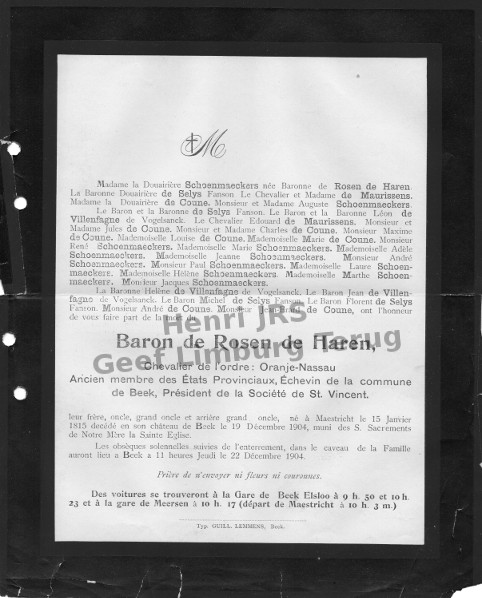 M
Madame la Douairière Schoenmaeckers née Baronne de Rosen de Haren.
La Baronne Douairière de Selys Fanson. Le Chevalier et Madame de Maurissens.
Madame la Douairière de Coune. Monsieur et Madame Auguste Schoenmaeckers.
Le Baron et la Baronne de Selys Fanson. Le Baron et la Baronne Léon de
Villenfagne de Vogelsanck. Le Chevalier Edouard de Maurissens. Monsieur et
Madame Jules de Coune. Monsieur et Madame Charles de Coune. Monsieur Maxime
de Coune. Mademoiselle Louise de Coune. Mademoiselle Marie de Coune. Monsieur
René Schoenmaeckers. Mademoiselle Marie Schoenmaeckers. Mademoiselle Adèle
Schoenmaeckers. Mademoiselle Jeanne Schoenmaeckers. Monsieur André
Schoenmaeckers. Monsieur Paul Schoenmaeckers. Mademoiselle Laure Schoen-
maeckers. Mademoiselle Hélène Schoenmaeckers. Mademoiselle Marthe Schoen-
maeckers. Monsieur Jacques Schoenmaeckers.
La Baronne Hélène de Villenfagne de Vogelsanck. Le Baron Jean de Villen-
fagne de Vogelsanck. Le Baron Michel de Selys Fanson. Le Baron Florent de Selys
Fanson. Monsieur André de Coune. Monsieur Jean-Brard de Coune, ont l'honneur
de vous faire part de la mort du
Henri JRS
Baron de Rosen de Haren,
Geef Limburg Terug
Chevalier de l'ordre: Oranje-Nassau
Ancien membre des États Provinciaux, Échevin de la commune
de Beek, Président de la Société de St. Vincent.
leur frère, oncle, grand oncle et arrière grand oncle, né à Maestricht le 15 Janvier
1815 decédé en son château de Beek le 19 Décembre 1904, muni des S. Sacrements
de Notre Mère la Sainte Eglise.
Les obsèques solennelles suivies de l'enterrement, dans le caveau de la Famille
auront lieu a Beek a 11 heures Jeudi le 22 Décembre 1904.
Prière de n'envoyer ni fleurs ni couronnes.
Des voitures se trouveront à la Gare de Beek Elsloo à 9 h. 50 et 10 h.
23 et à la gare de Meersen à 10 h. 17 (départ de Maestricht à 10 h. 3 m.)
Typ. GUILL. LEMMENS, Beek.